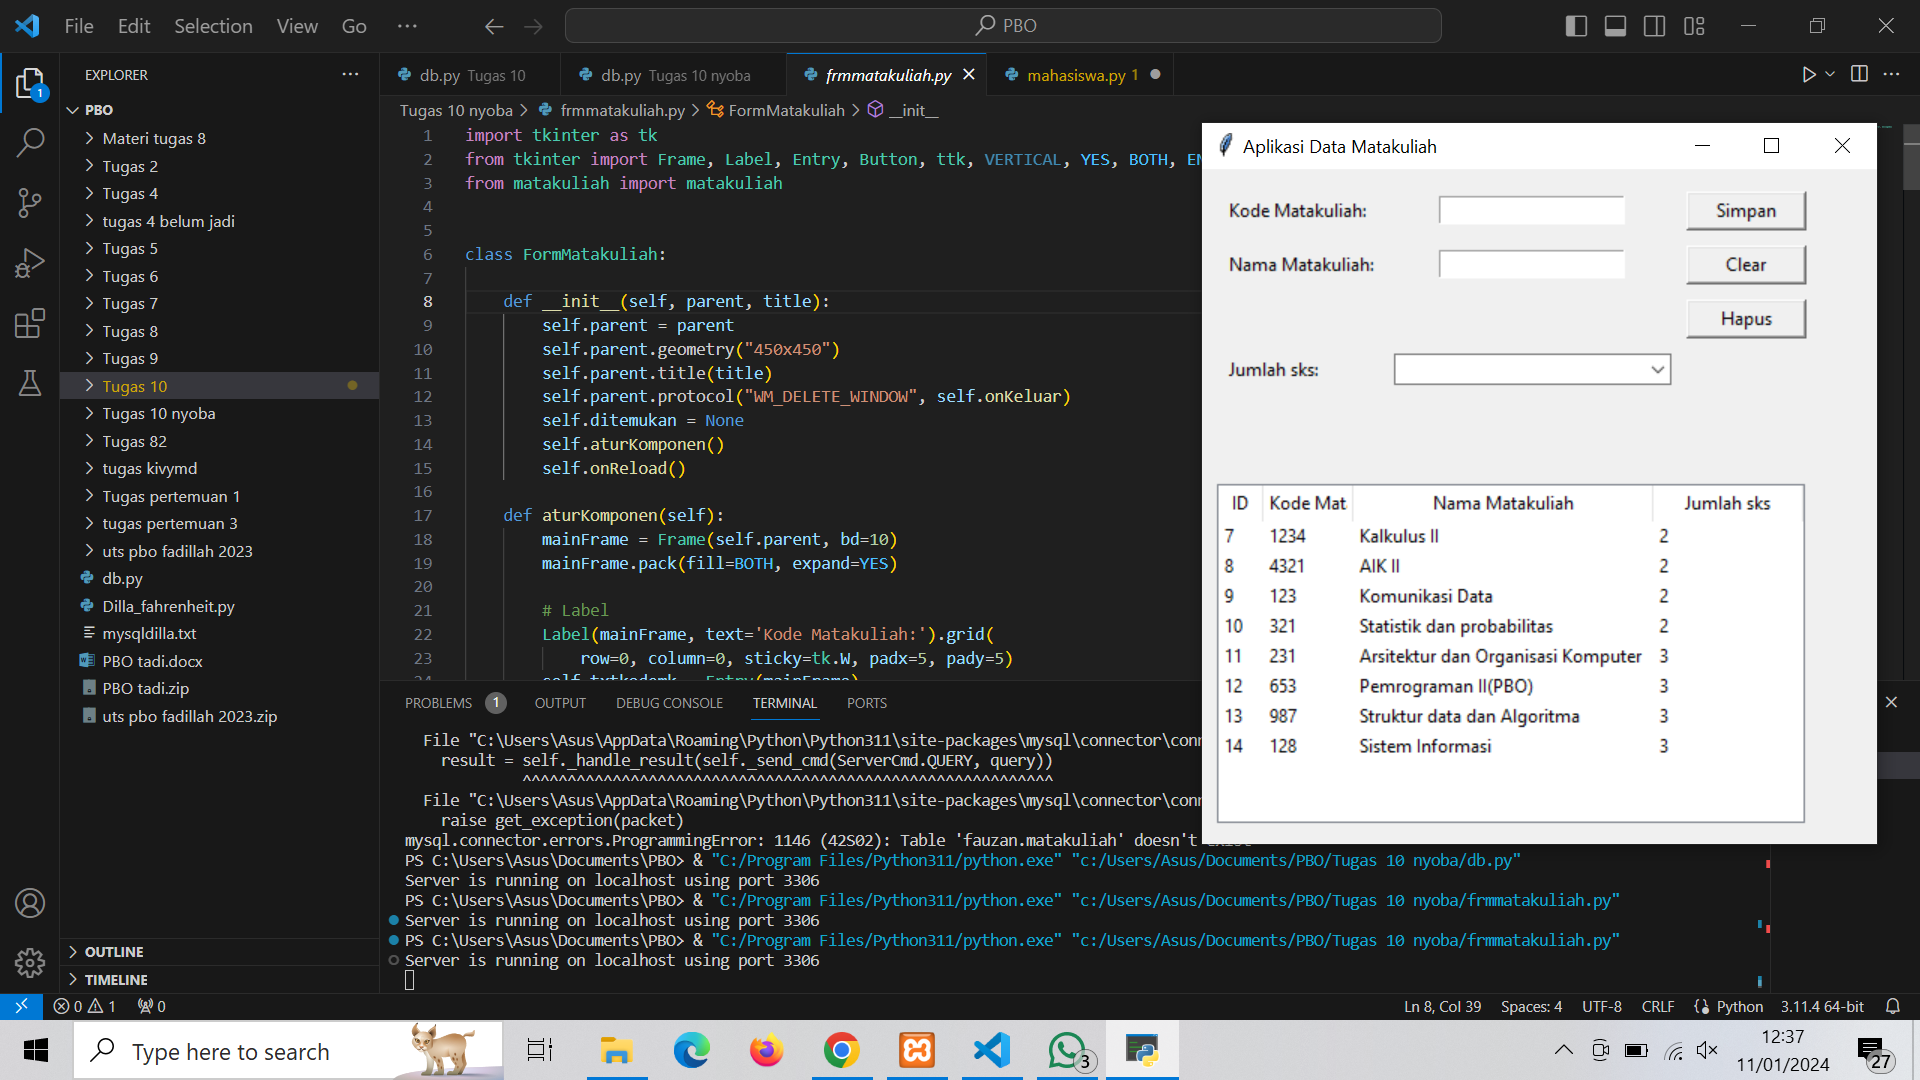 File Edit Selection View Go ··· PBO
EXPLORER
PBO
Materi tugas 8
Tugas 2
Tugas 4
tugas 4 belum jadi
Tugas 5
Tugas 6
Tugas 7
Tugas 8
Tugas 9
Tugas 10
Tugas 10 nyoba
Tugas 82
tugas kivymd
Tugas pertemuan 1
tugas pertemuan 3
uts pbo fadillah 2023
db.py
Dilla_fahrenheit.py
mysqldilla.txt
PBO tadi.docx
PBO tadi.zip
uts pbo fadillah 2023.zip
OUTLINE
TIMELINE
1
db.py Tugas 10 db.py Tugas 10 nyoba frmmatakuliah.py mahasiswa.py 1
Tugas 10 nyoba > frmmatakuliah.py > FormMatakuliah > __init__
1 import tkinter as tk
2 from tkinter import Frame, Label, Entry, Button, ttk, VERTICAL, YES, BOTH,
3 from matakuliah import matakuliah
4
5
6 class FormMatakuliah:
7
8 def __init__(self, parent, title):
9 self.parent = parent
10 self.parent.geometry("450x450")
11 self.parent.title(title)
12 self.parent.protocol("WM_DELETE_WINDOW", self.onKeluar)
13 self.ditemukan = None
14 self.aturKomponen()
15 self.onReload()
16
17 def aturKomponen(self):
18 mainFrame = Frame(self.parent, bd=10)
19 mainFrame.pack(fill=BOTH, expand=YES)
20
21 # Label
22 Label(mainFrame, text='Kode Matakuliah:').grid(
23 row=0, column=0, sticky=tk.W, padx=5, pady=5)
PROBLEMS 1 OUTPUT DEBUG CONSOLE TERMINAL PORTS
File "C:\Users\Asus\AppData\Roaming\Python\Python311\site-packages\mysql\connector\con
result = self._handle_result(self._send_cmd(ServerCmd.QUERY, query))
^^^^^^^^^^^^^^^^^^^^^^^^^^^^^^^^^^^^^^^^^^^^^^^^^^^^^^^^^
File "C:\Users\Asus\AppData\Roaming\Python\Python311\site-packages\mysql\connector\con
raise get_exception(packet)
mysql.connector.errors.ProgrammingError: 1146 (42S02): Table 'fauzan.matakuliah' doesn't exist
PS C:\Users\Asus\Documents\PBO> & "C:/Program Files/Python311/python.exe" "c:/Users/Asus/Documents/PBO/Tugas 10 nyoba/db.py"
Server is running on localhost using port 3306
PS C:\Users\Asus\Documents\PBO> & "C:/Program Files/Python311/python.exe" "c:/Users/Asus/Documents/PBO/Tugas 10 nyoba/frmmatakuliah.py"
Server is running on localhost using port 3306
PS C:\Users\Asus\Documents\PBO> & "C:/Program Files/Python311/python.exe" "c:/Users/Asus/Documents/PBO/Tugas 10 nyoba/frmmatakuliah.py"
Server is running on localhost using port 3306
Aplikasi Data Matakuliah
Kode Matakuliah: Simpan
Nama Matakuliah: Clear
Hapus
Jumlah sks:
ID Kode Mat Nama Matakuliah Jumlah sks
7 1234 Kalkulus II 2
8 4321 AIK II 2
9 123 Komunikasi Data 2
10 321 Statistik dan probabilitas 2
11 231 Arsitektur dan Organisasi Komputer 3
12 653 Pemrograman II(PBO) 3
13 987 Struktur data dan Algoritma 3
14 128 Sistem Informasi 3
0 1 0 Ln 8, Col 39 Spaces: 4 UTF-8 CRLF Python 3.11.4 64-bit
Type here to search 3 12:37
11/01/2024 27